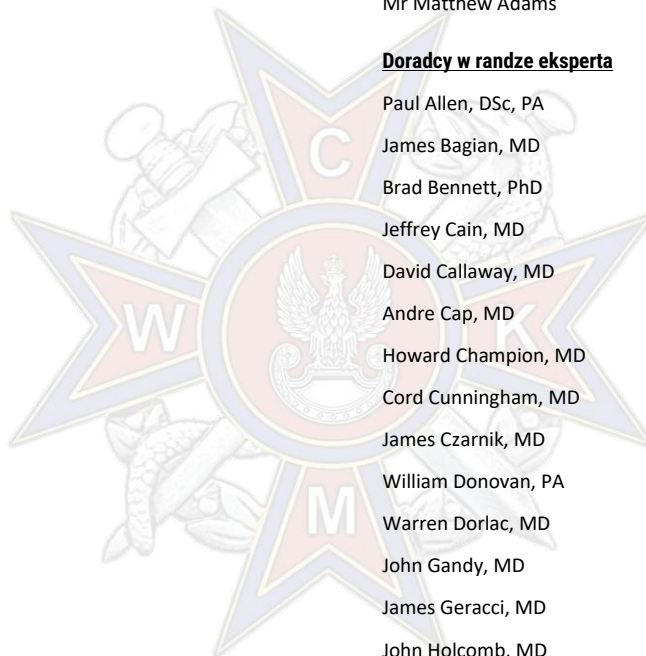 Mr Matthew Adams
Doradcy w randze eksperta
Paul Allen, DSc, PA
James Bagian, MD
Brad Bennett, PhD
Jeffrey Cain, MD
David Callaway, MD
Andre Cap, MD
Howard Champion, MD
Cord Cunningham, MD
James Czarnik, MD
William Donovan, PA
Warren Dorlac, MD
John Gandy, MD
James Geracci, MD
John Holcomb, MD
C
W
K
M